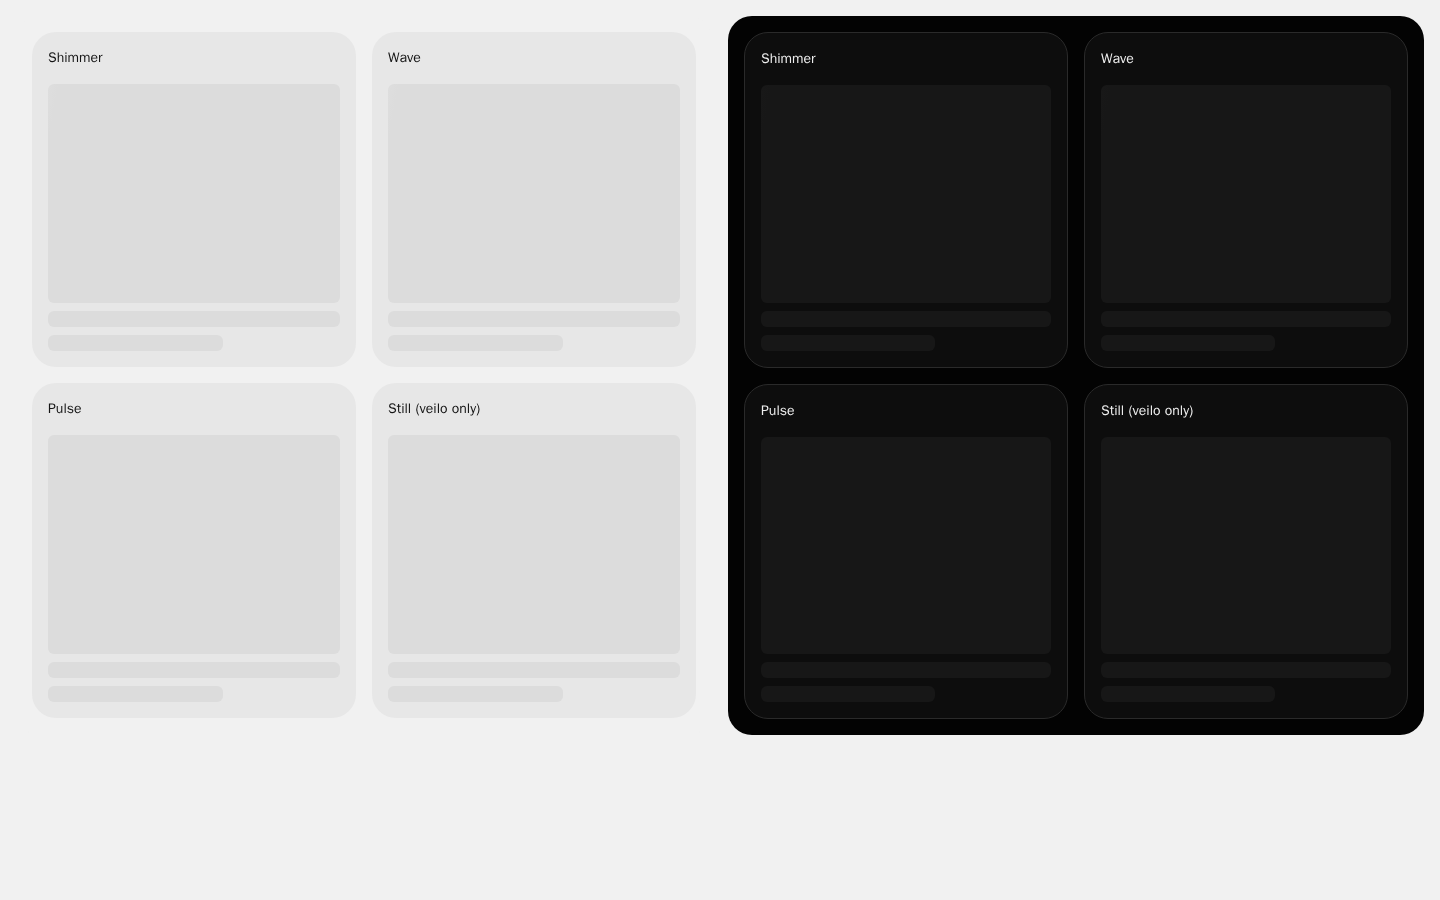 Shimmer
Wave
Pulse
Still (veilo only)
Shimmer
Wave
Pulse
Still (veilo only)